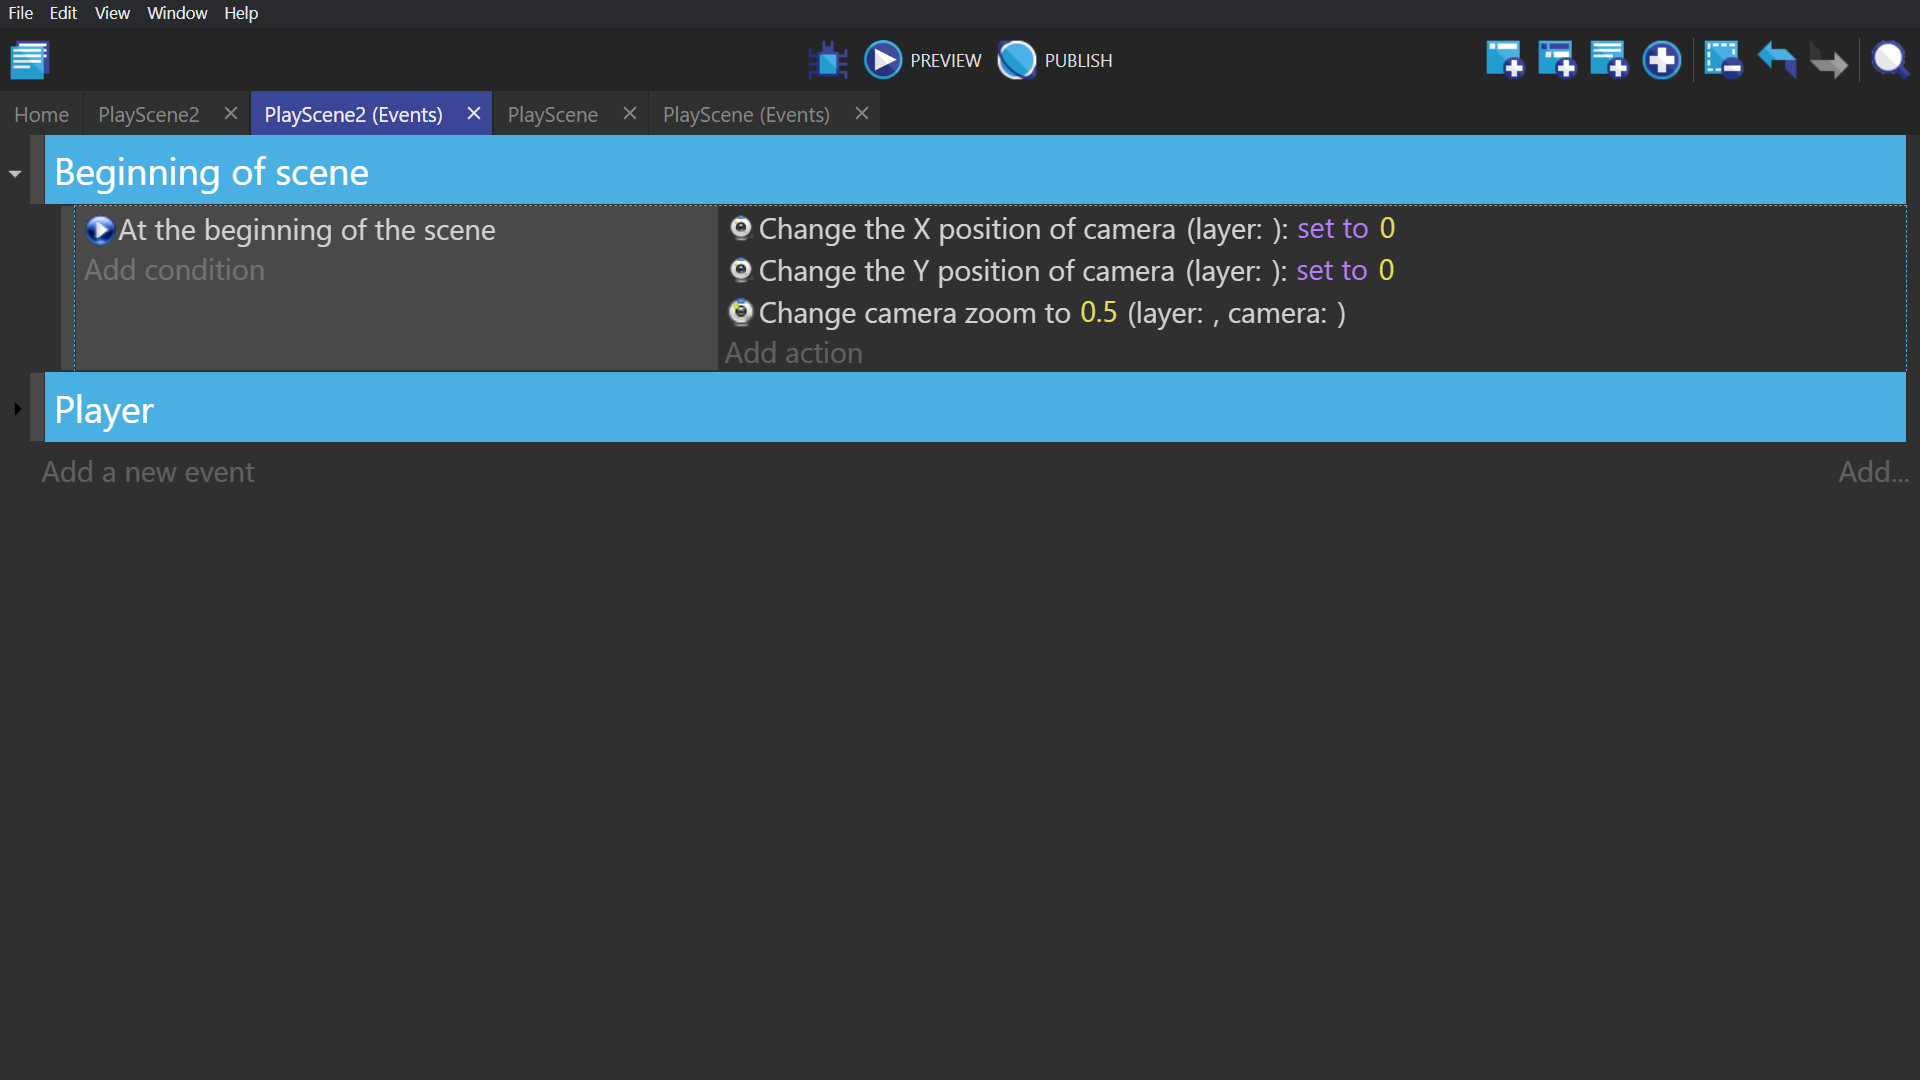 File Edit View Window Help
PREVIEW PUBLISH
Home PlayScene2 PlayScene2 (Events) PlayScene PlayScene (Events)
Beginning of scene
At the beginning of the scene
Add condition
Change the X position of camera (layer: ): set to 0
Change the Y position of camera (layer: ): set to 0
Change camera zoom to 0.5 (layer: , camera: )
Add action
Player
Add a new event Add...